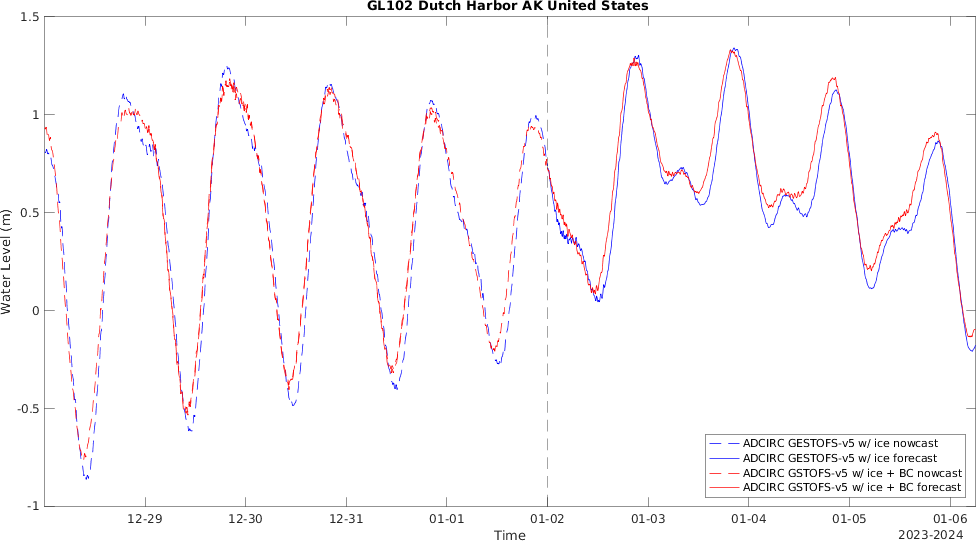 GL102 Dutch Harbor AK United States
1.5
1
0.5
0
-0.5
-1
Water Level (m)
12-29
12-30
12-31
01-01
01-02
01-03
01-04
01-05
01-06
Time
2023-2024
ADCIRC GESTOFS-v5 w/ ice nowcast
ADCIRC GESTOFS-v5 w/ ice forecast
ADCIRC GSTOFS-v5 w/ ice + BC nowcast
ADCIRC GSTOFS-v5 w/ ice + BC forecast